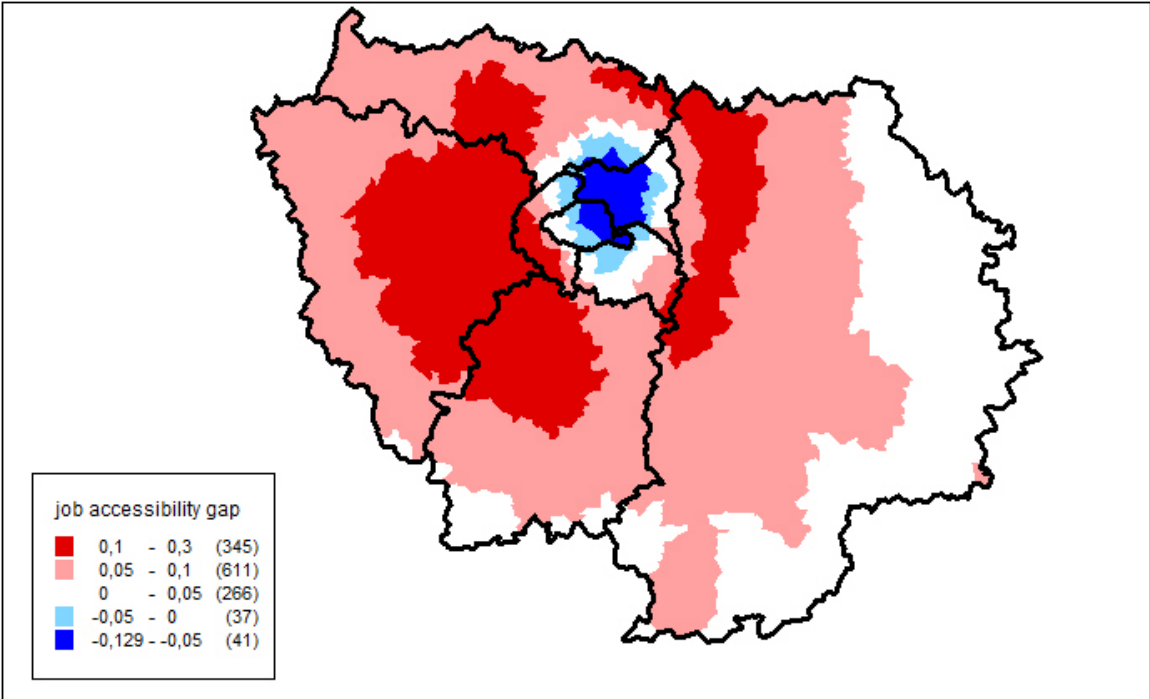 job accessibility gap
0,1 - 0,3 (345)
0,05 - 0,1 (611)
0 - 0,05 (266)
-0,05 - 0 (37)
-0,129 - -0,05 (41)